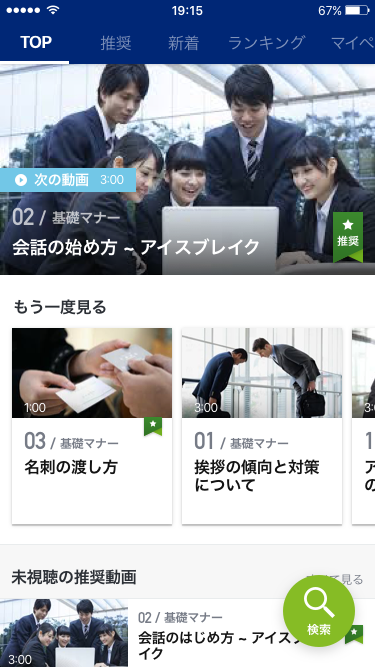 19:15
67%
TOP 推奨 新着 ランキング マイペ
次の動画 3:00
02 / 基礎マナー
会話の始め方 ~ アイスブレイク
推奨
もう一度見る
1:00
03 / 基礎マナー
名刺の渡し方
3:00
01 / 基礎マナー
挨拶の傾向と対策
について
3:
1
ア
の
未視聴の推奨動画
て見る
3:00
02 / 基礎マナー
会話のはじめ方 ~ アイス
イク
検索